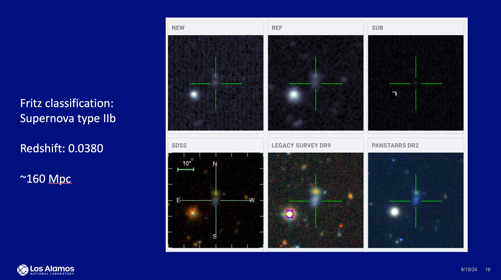 Fritz classification:
Supernova type IIb
Redshift: 0.0380
~160 Mpc
NEW
REF
SUB
SDSS
LEGACY SURVEY DR9
PANSTARRS DR2
10"
N
E
W
S
Los Alamos
NATIONAL LABORATORY
8/19/24
16